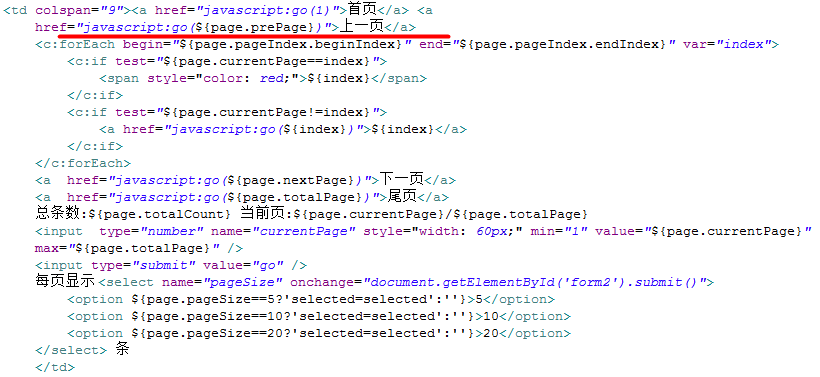 <td colspan="9"><a href="javascript:go(1)">首页</a> <a
href="javascript:go(${page.prePage})">上一页</a>
<c:forEach begin="${page.pageIndex.beginIndex}" end="${page.pageIndex.endIndex}" var="index">
<c:if test="${page.currentPage==index}">
<span style="color: red;">${index}</span>
</c:if>
<c:if test="${page.currentPage!=index}">
<a href="javascript:go(${index})">${index}</a>
</c:if>
</c:forEach>
<a  href="javascript:go(${page.nextPage})">下一页</a>
<a  href="javascript:go(${page.totalPage})">尾页</a>
总条数:${page.totalCount} 当前页:${page.currentPage}/${page.totalPage}
<input  type="number" name="currentPage" style="width: 60px;" min="1" value="${page.currentPage}"
max="${page.totalPage}" />
<input type="submit" value="go" />
每页显示<select name="pageSize" onchange="document.getElementById('form2').submit()">
<option ${page.pageSize==5?'selected=selected':''}>5</option>
<option ${page.pageSize==10?'selected=selected':''}>10</option>
<option ${page.pageSize==20?'selected=selected':''}>20</option>
</select> 条
</td>